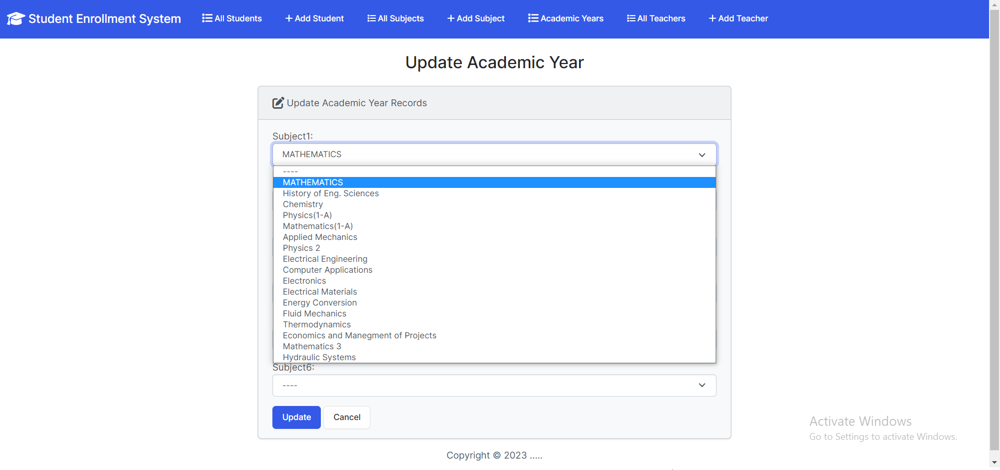 Student Enrollment System
All Students
Add Student
All Subjects
Add Subject
Academic Years
All Teachers
Add Teacher
Update Academic Year
Update Academic Year Records
Subject1:
MATHEMATICS
----
MATHEMATICS
History of Eng. Sciences
Chemistry
Physics(1-A)
Mathematics(1-A)
Applied Mechanics
Physics 2
Electrical Engineering
Computer Applications
Electronics
Electrical Materials
Energy Conversion
Fluid Mechanics
Thermodynamics
Economics and Manegment of Projects
Mathematics 3
Hydraulic Systems
Subject6:
----
Update
Cancel
Activate Windows
Go to Settings to activate Windows.
Copyright © 2023 .....